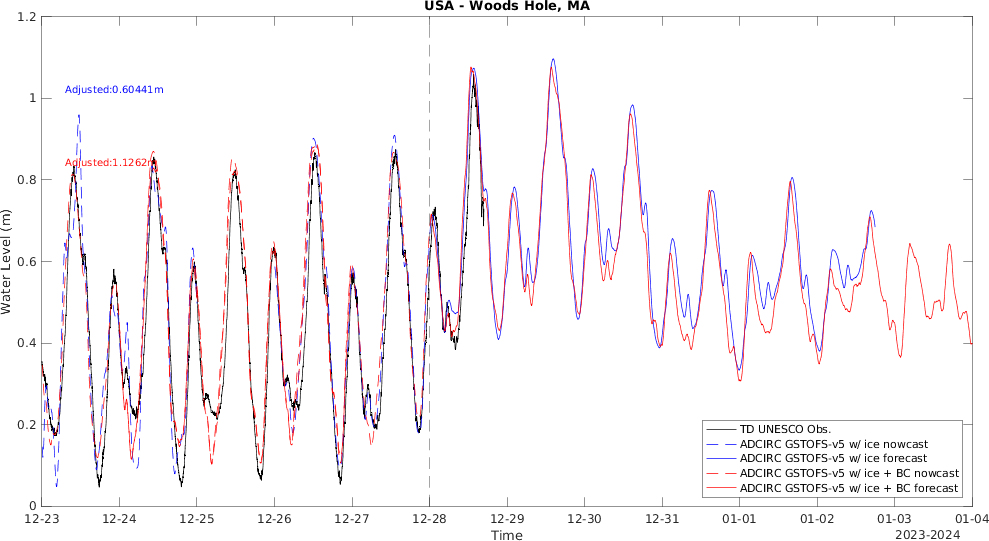 USA - Woods Hole, MA
1.2
1
0.8
0.6
0.4
0.2
0
Water Level (m)
Adjusted:0.60441m
Adjusted:1.1262m
TD UNESCO Obs.
ADCIRC GSTOFS-v5 w/ ice nowcast
ADCIRC GSTOFS-v5 w/ ice forecast
ADCIRC GSTOFS-v5 w/ ice + BC nowcast
ADCIRC GSTOFS-v5 w/ ice + BC forecast
12-23 12-24 12-25 12-26 12-27 12-28 12-29 12-30 12-31 01-01 01-02 01-03 01-04
Time
2023-2024